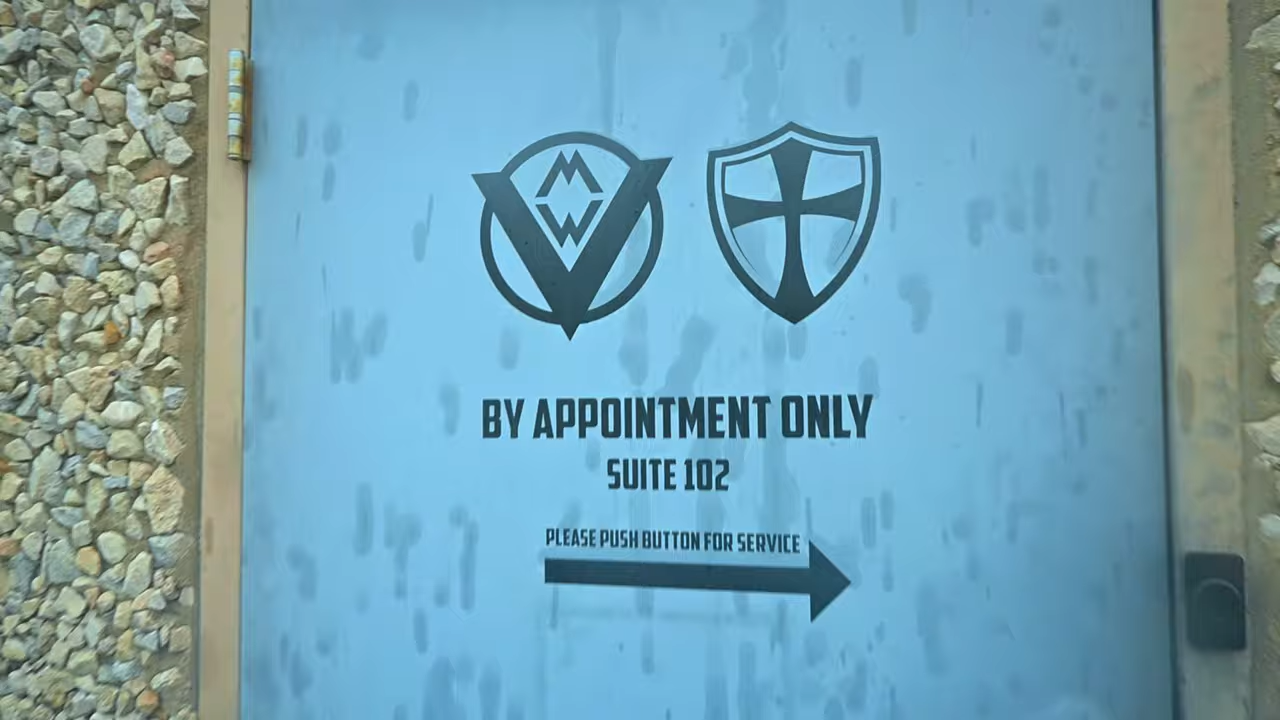 M
V
W
BY APPOINTMENT ONLY
SUITE 102
PLEASE PUSH BUTTON FOR SERVICE